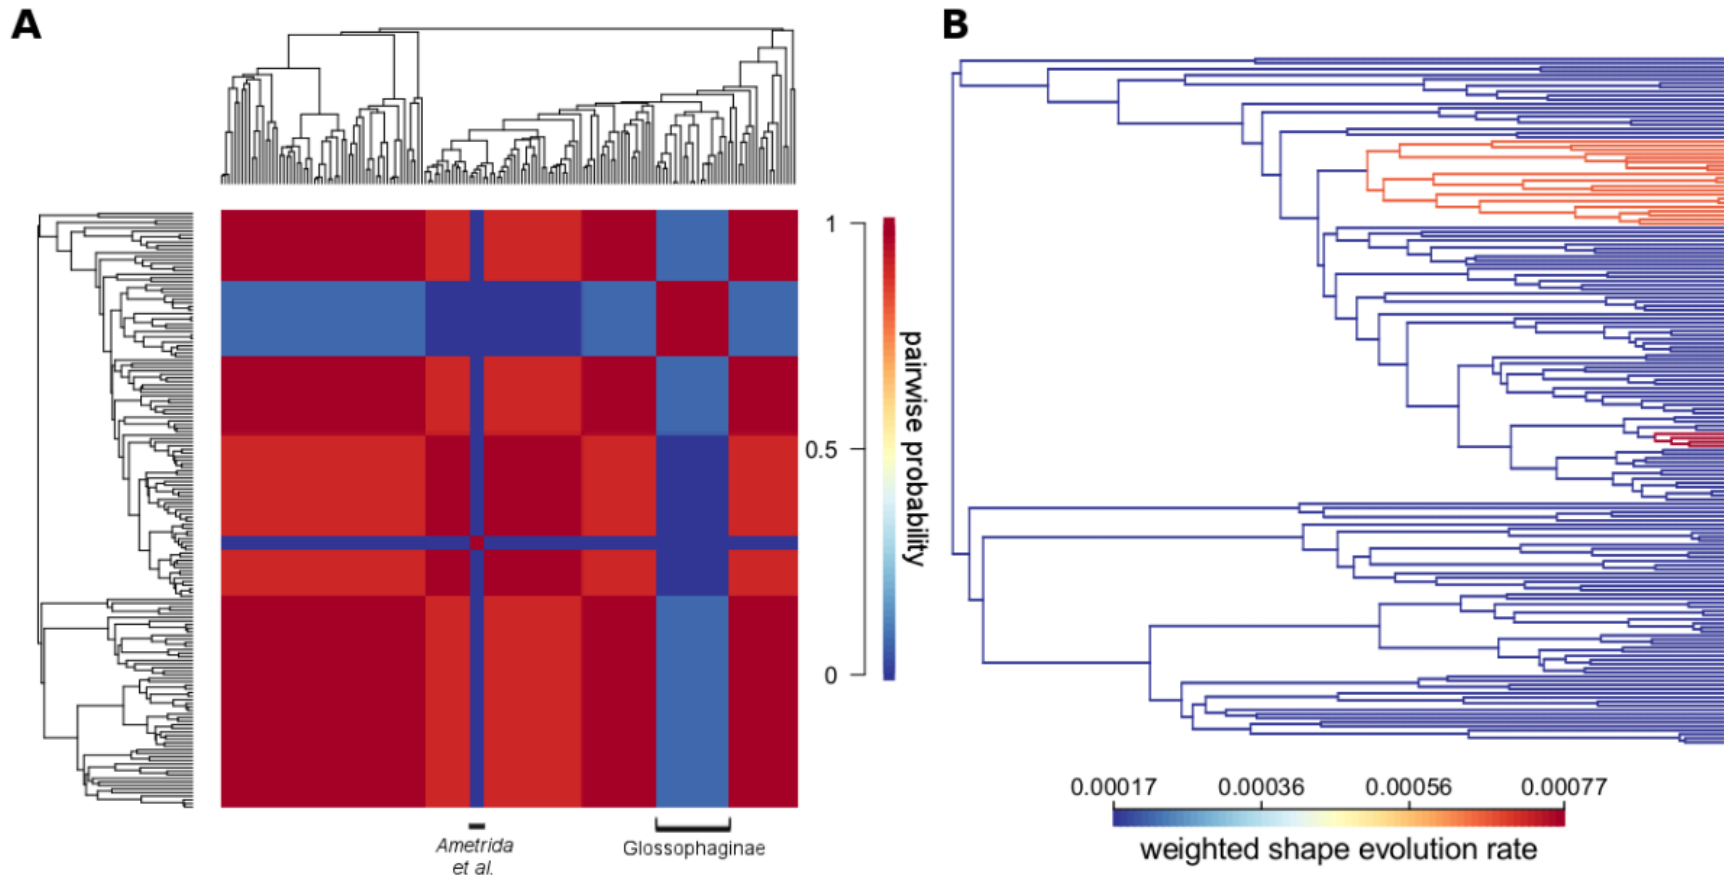 A
B
1
0.5
0
pairwise probability
Ametrida
et al.
Glossophaginae
0.00017 0.00036 0.00056 0.00077
weighted shape evolution rate